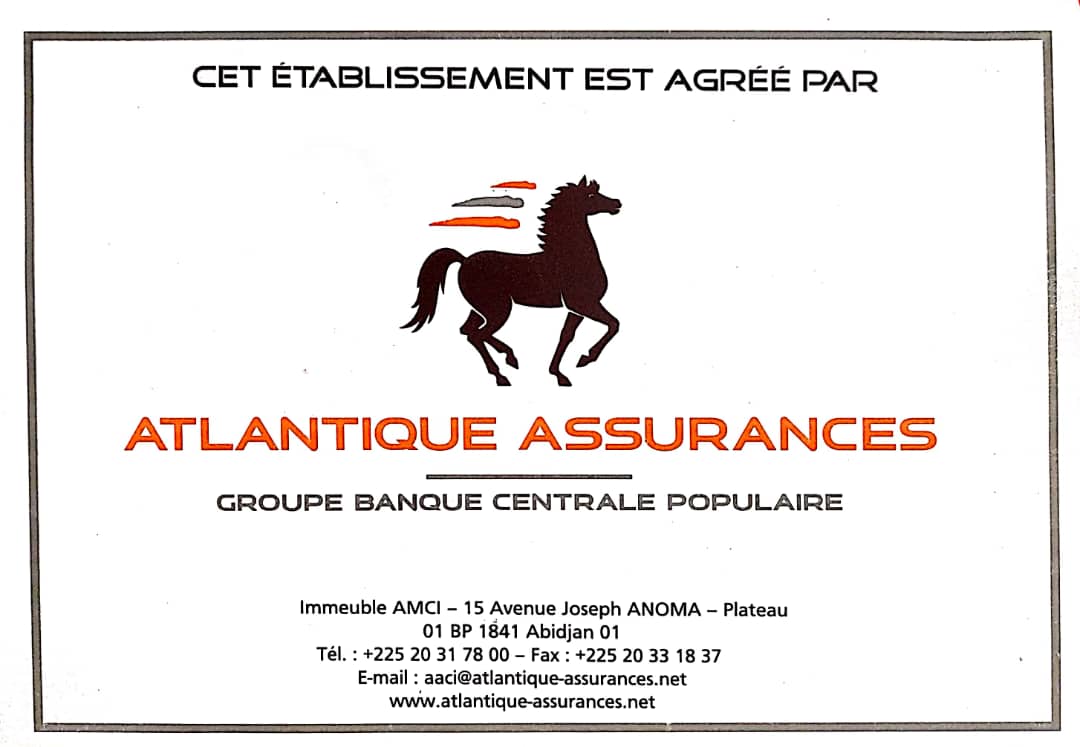 CET ÉTABLISSEMENT EST AGRÉÉ PAR
ATLANTIQUE ASSURANCES
GROUPE BANQUE CENTRALE POPULAIRE
Immeuble AMCI – 15 Avenue Joseph ANOMA – Plateau
01 BP 1841 Abidjan 01
Tél. : +225 20 31 78 00 – Fax : +225 20 33 18 37
E-mail : aaci@atlantique-assurances.net
www.atlantique-assurances.net